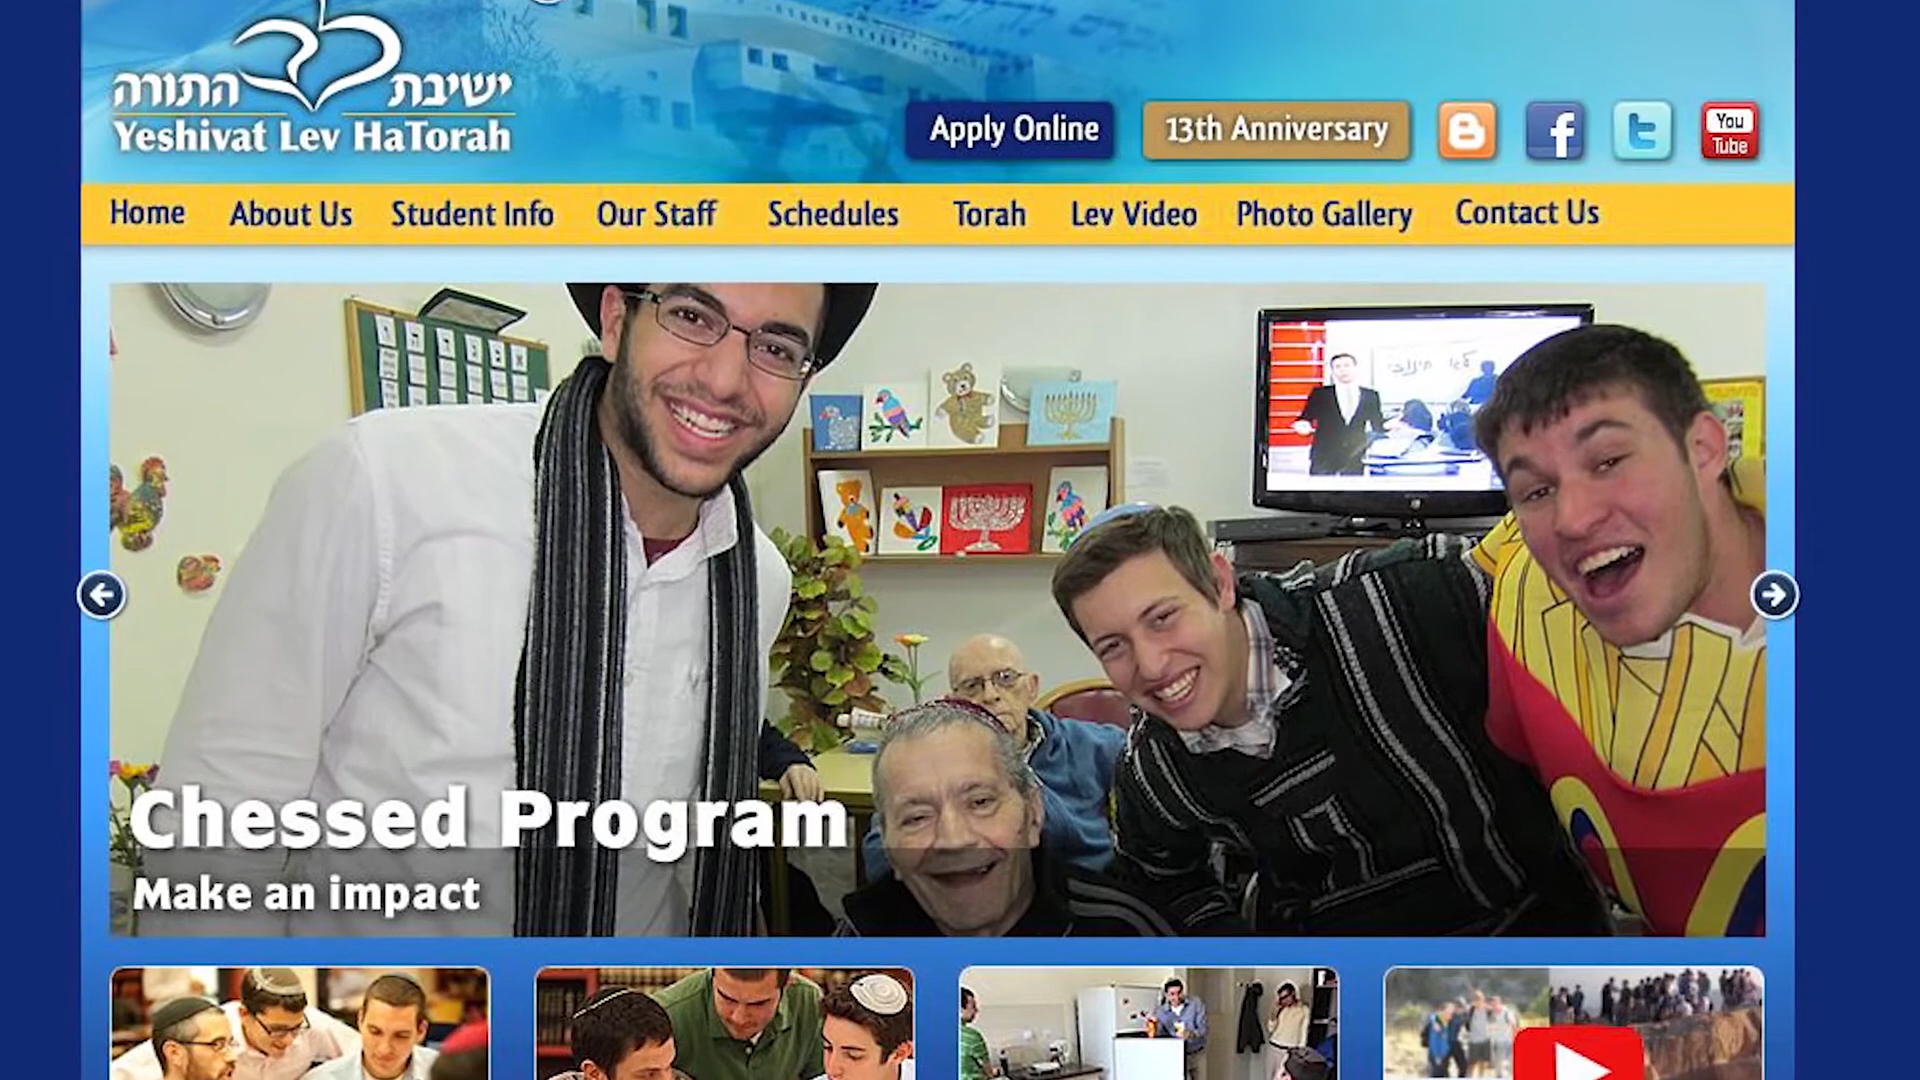 ישיבת
התורה
Yeshivat Lev HaTorah
Apply Online
13th Anniversary
You
Tube
Home
About Us
Student Info
Our Staff
Schedules
Torah
Lev Video
Photo Gallery
Contact Us
Chessed Program
Make an impact